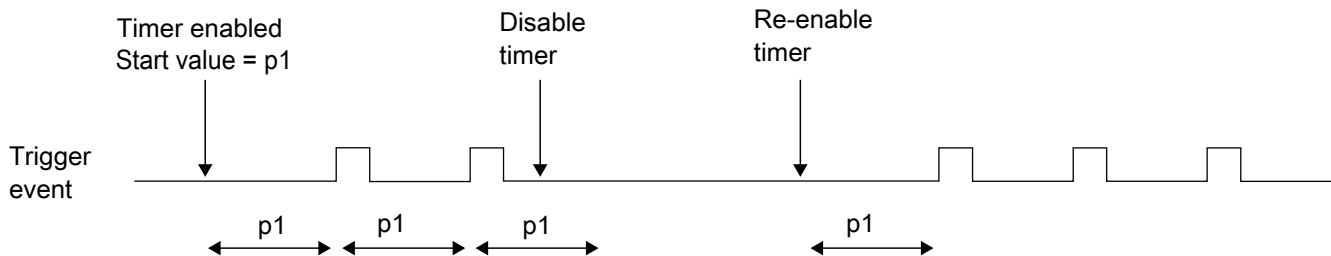 Timer enabled
Start value = p1
Disable
timer
Re-enable
timer
Trigger
event
p1
p1
p1
p1